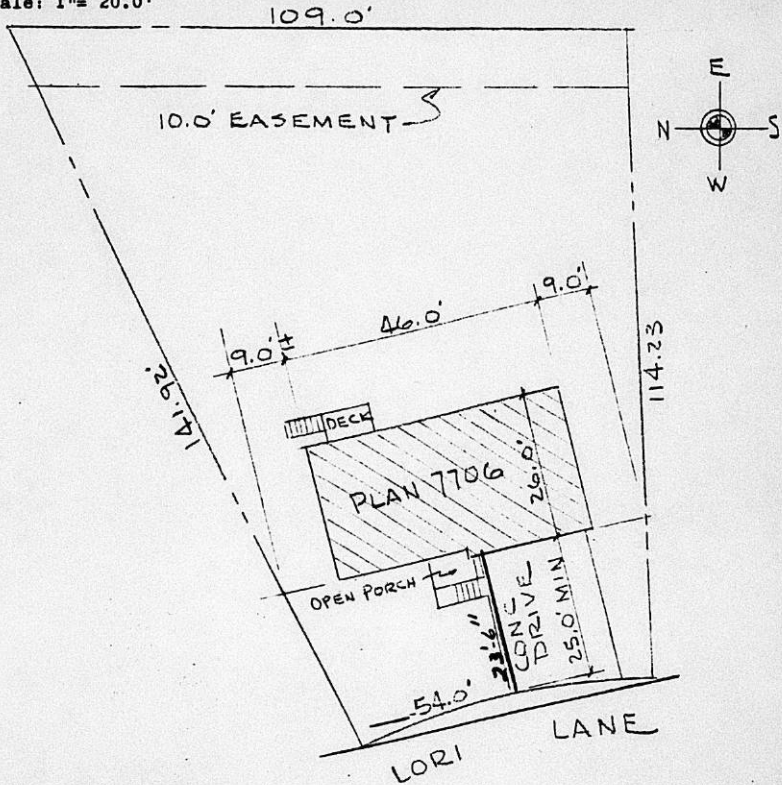 ale: 1"= 20.0'
109.0'
10.0' EASEMENT
E
N
S
W
9.0'±
46.0'
9.0'
141.92'
114.23
DECK
PLAN 7706
26.0'
OPEN PORCH
23'6"
CONC
DRIVE
25.0' MIN
54.0'
LORI LANE